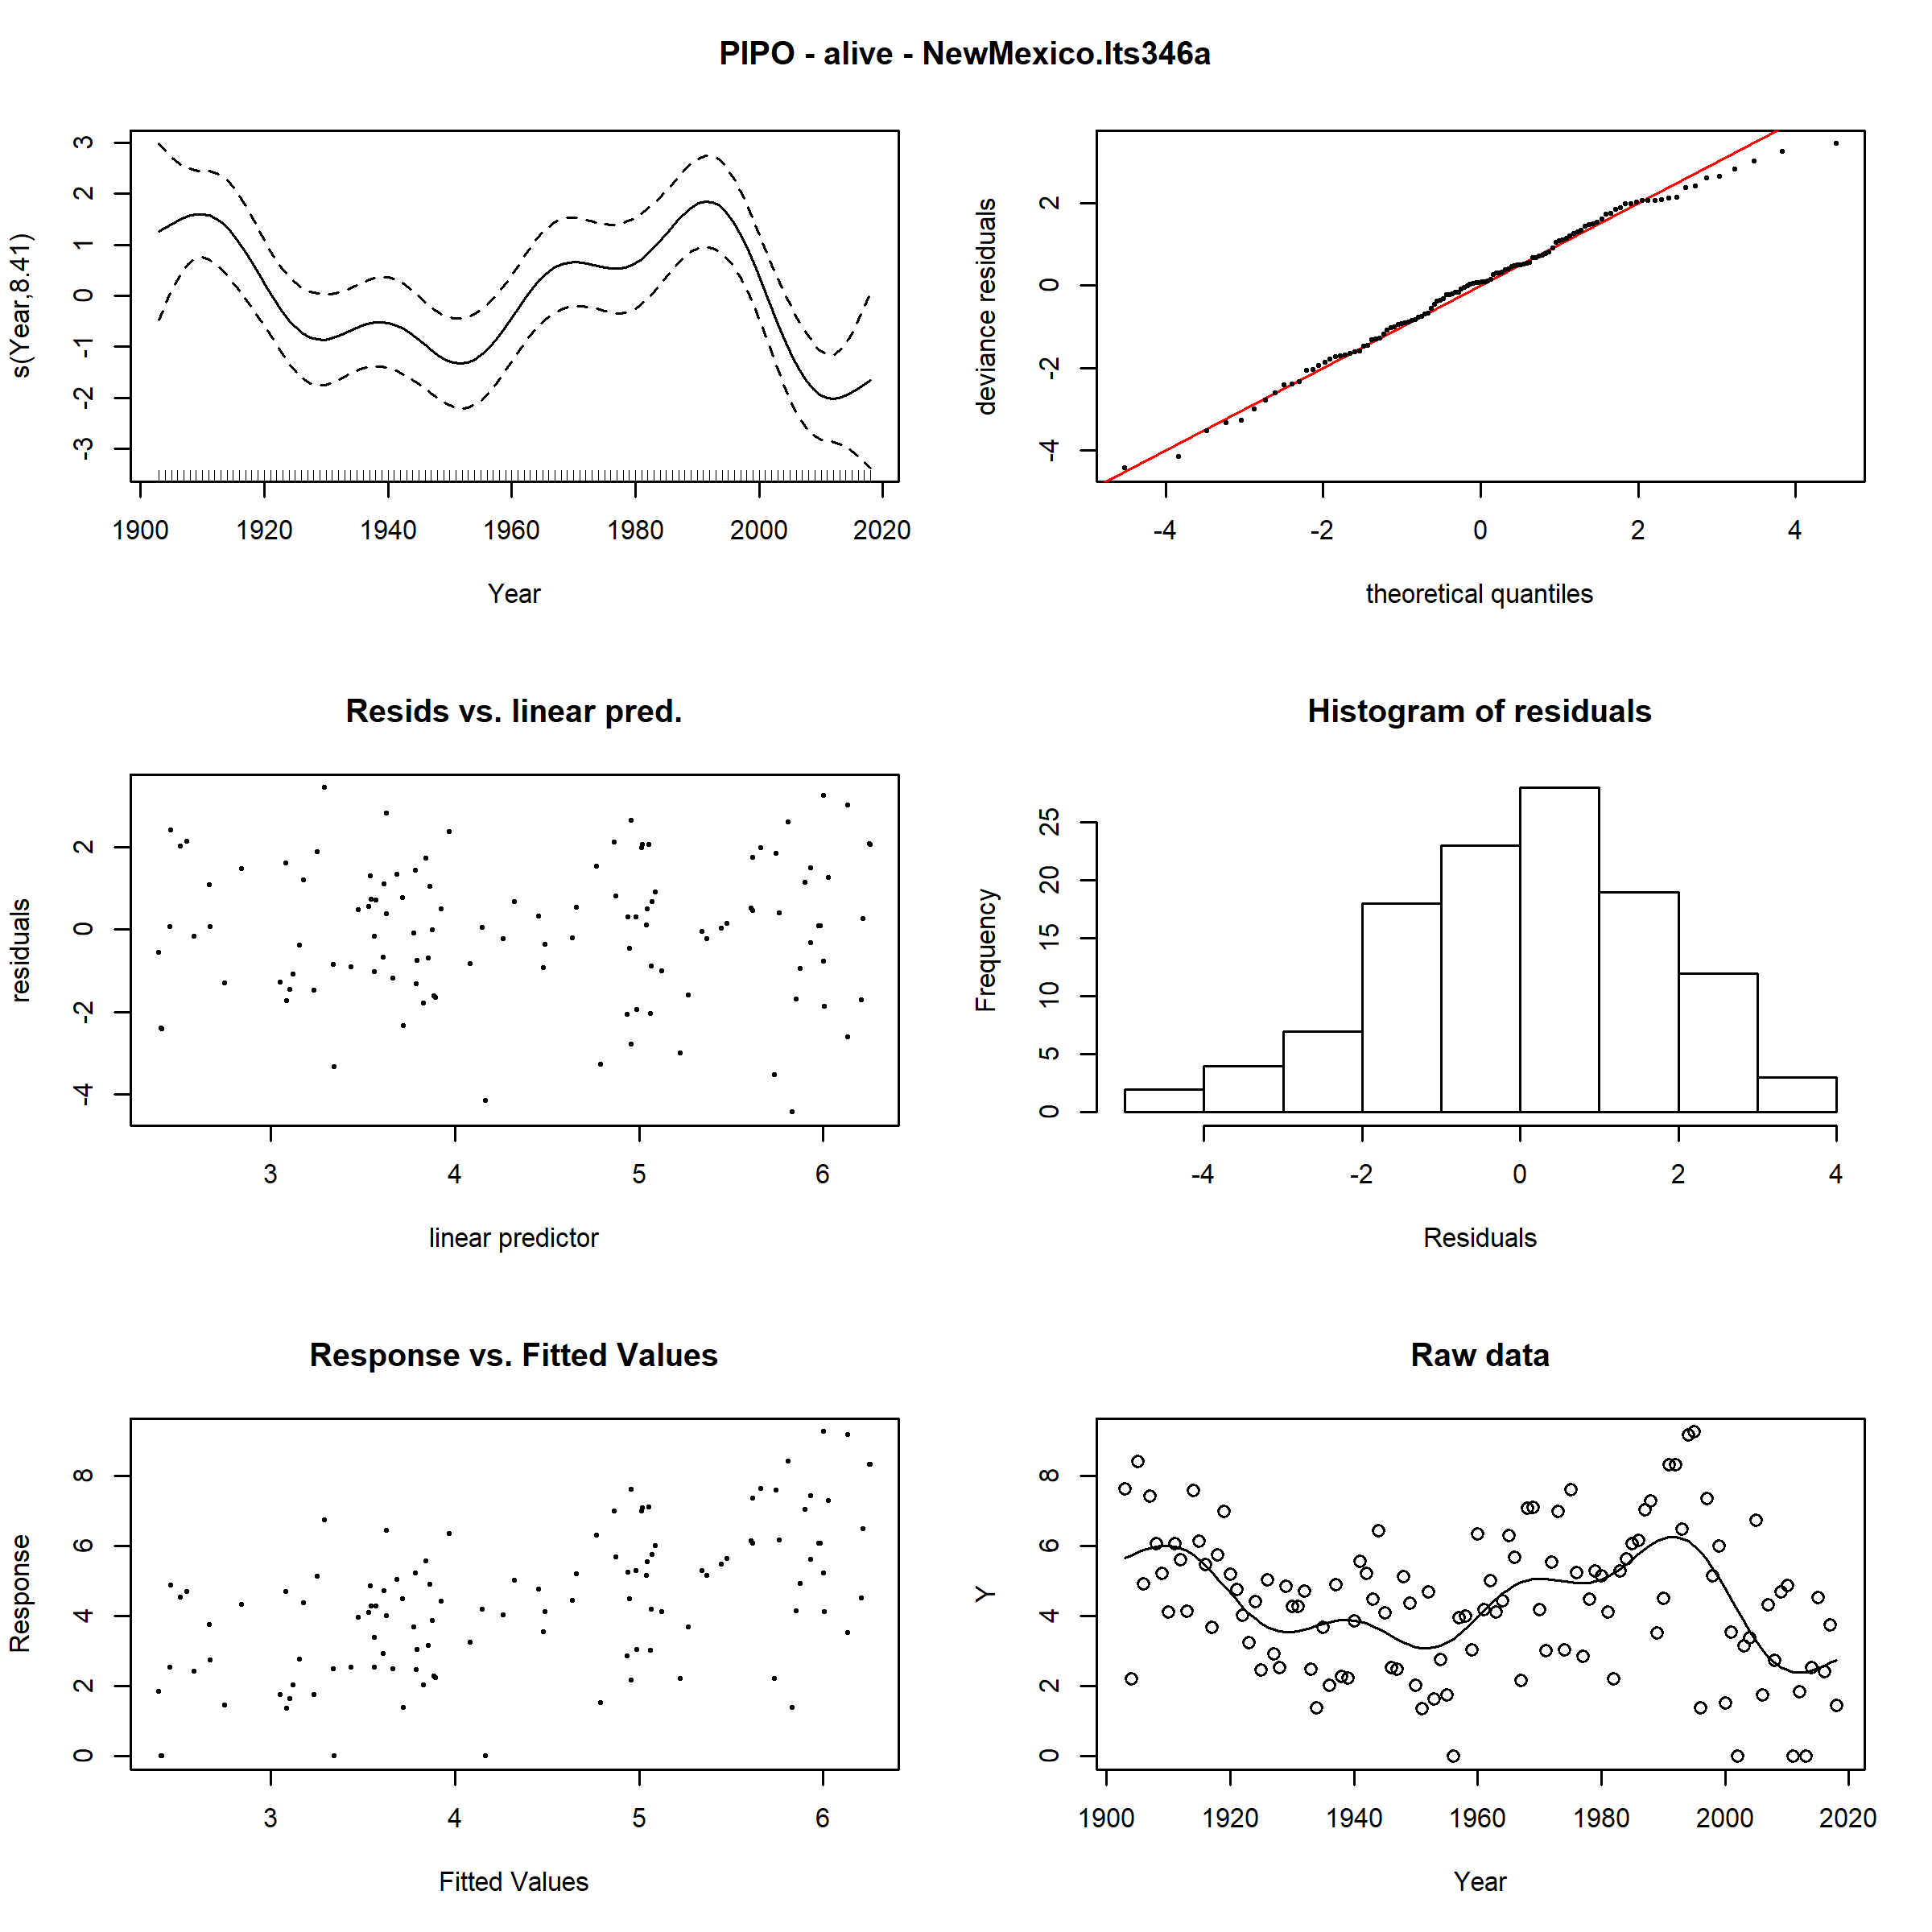 PIPO - alive - NewMexico.lts346a
s(Year,8.41)
3
2
1
0
-1
-2
-3
1900 1920 1940 1960 1980 2000 2020
Year
deviance residuals
2
0
-2
-4
-4 -2 0 2 4
theoretical quantiles
Resids vs. linear pred.
residuals
2
0
-2
-4
3 4 5 6
linear predictor
Histogram of residuals
Frequency
25
20
15
10
5
0
-4 -2 0 2 4
Residuals
Response vs. Fitted Values
Response
8
6
4
2
0
3 4 5 6
Fitted Values
Raw data
Y
8
6
4
2
0
1900 1920 1940 1960 1980 2000 2020
Year